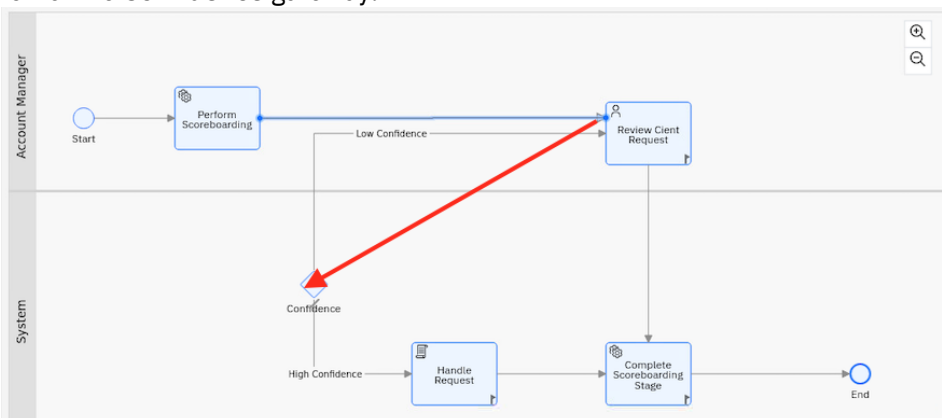 Account Manager
Start
Perform
Scoreboarding
Low Confidence
Review Cient
Request
System
Confidence
High Confidence
Handle
Request
Complete
Scoreboarding
Stage
End